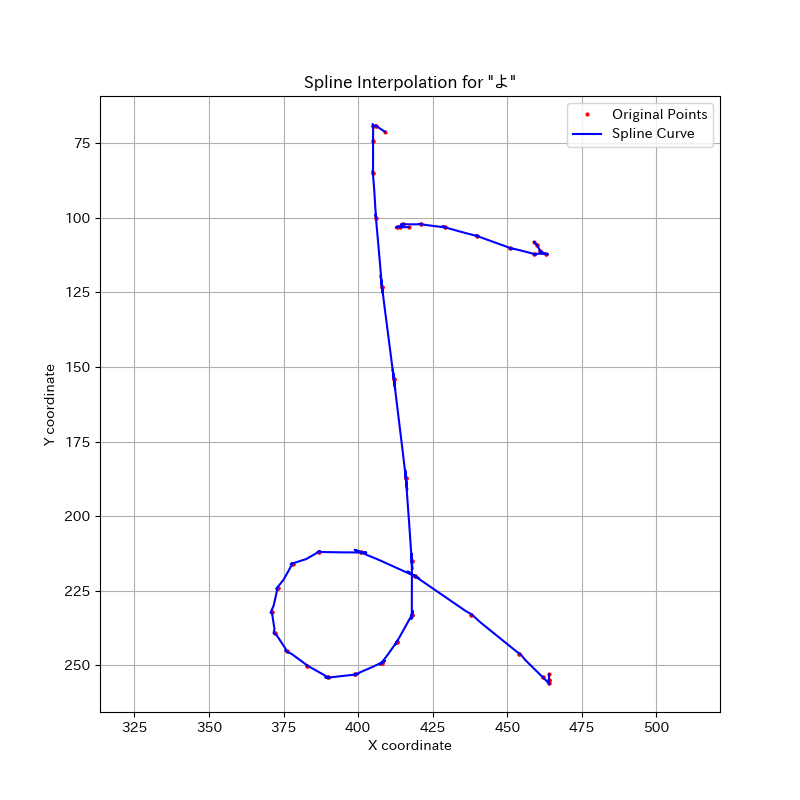 Spline Interpolation for "よ"
Original Points
Spline Curve
75
100
125
150
175
200
225
250
Y coordinate
325 350 375 400 425 450 475 500
X coordinate